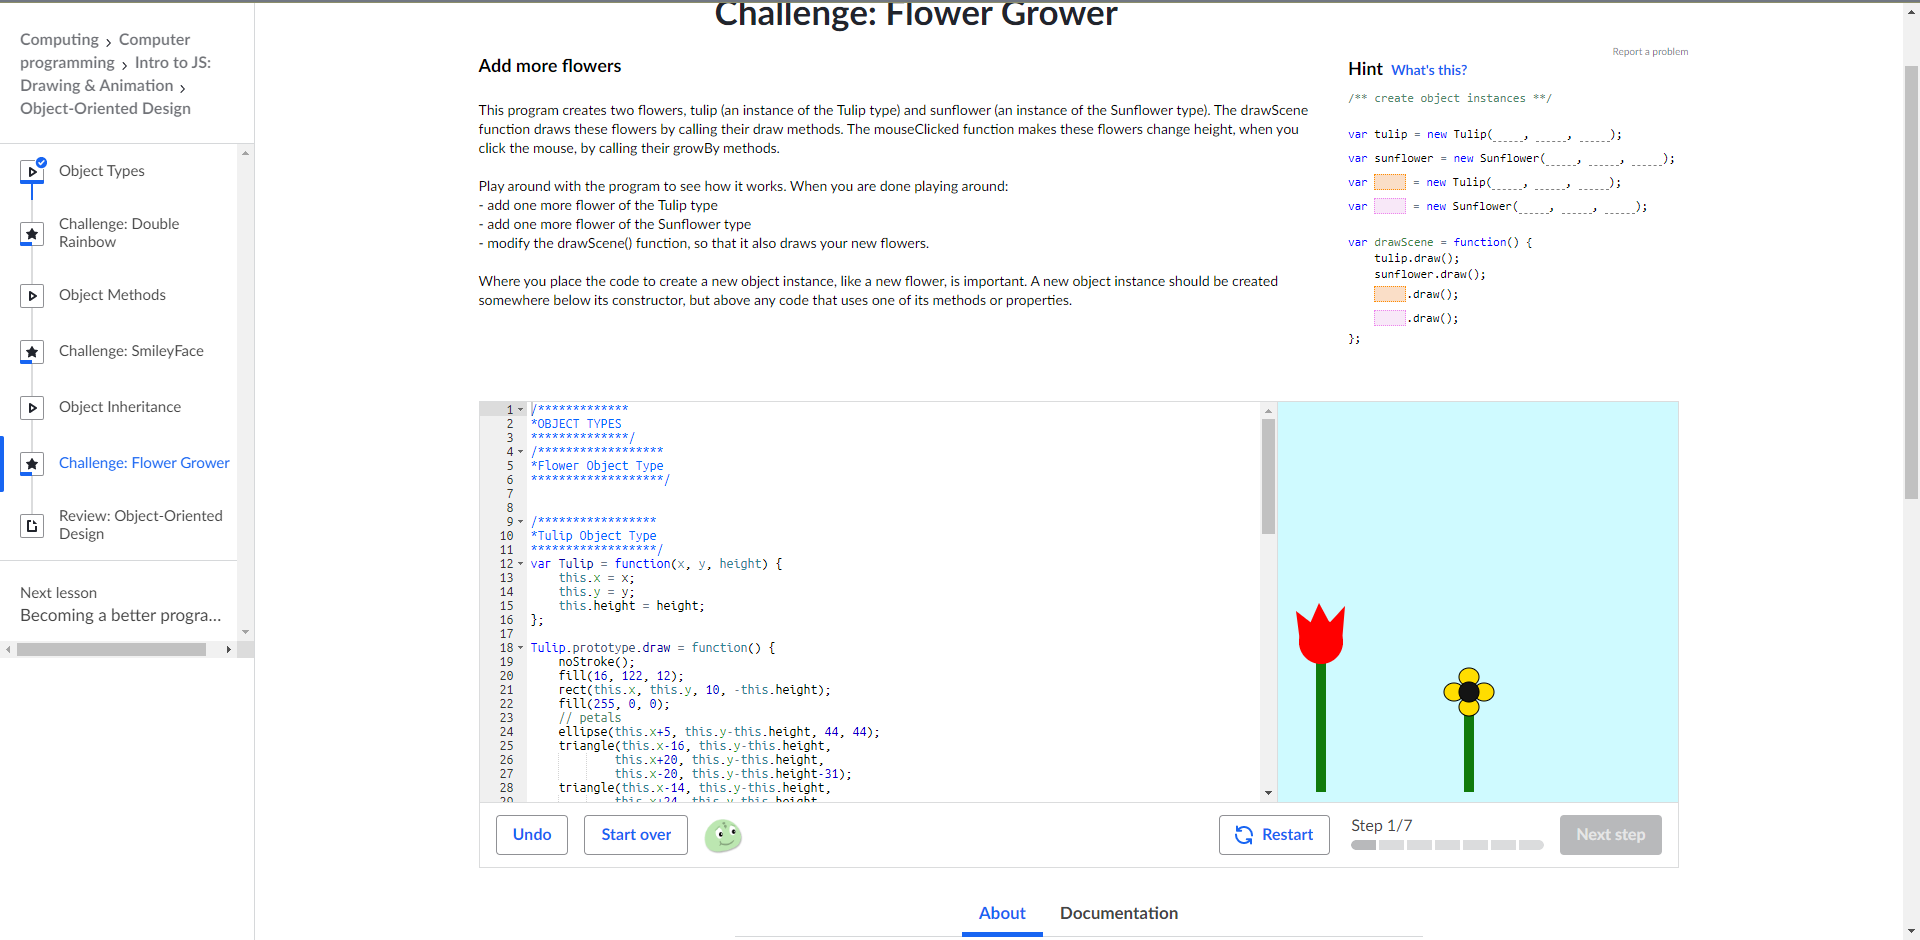 Challenge: Flower Grower
Computing > Computer
programming > Intro to JS:
Drawing & Animation >
Object-Oriented Design
Object Types
Challenge: Double
Rainbow
Object Methods
Challenge: SmileyFace
Object Inheritance
Challenge: Flower Grower
Review: Object-Oriented
Design
Next lesson
Becoming a better progra...
Add more flowers
This program creates two flowers, tulip (an instance of the Tulip type) and sunflower (an instance of the Sunflower type). The drawScene
function draws these flowers by calling their draw methods. The mouseClicked function makes these flowers change height, when you
click the mouse, by calling their growBy methods.
Play around with the program to see how it works. When you are done playing around:
- add one more flower of the Tulip type
- add one more flower of the Sunflower type
- modify the drawScene() function, so that it also draws your new flowers.
Where you place the code to create a new object instance, like a new flower, is important. A new object instance should be created
somewhere below its constructor, but above any code that uses one of its methods or properties.
Report a problem
Hint What's this?
/** create object instances **/
var tulip = new Tulip(____, ____, ____);
var sunflower = new Sunflower(____, ____, ____);
var = new Tulip(____, ____, ____);
var = new Sunflower(____, ____, ____);
var drawScene = function() {
tulip.draw();
sunflower.draw();
.draw();
.draw();
};
1 /*************
2 *OBJECT TYPES
3 **************/
4 /******************
5 *Flower Object Type
6 *******************/
7
8
9 /*****************
10 *Tulip Object Type
11 ******************/
12 var Tulip = function(x, y, height) {
13 this.x = x;
14 this.y = y;
15 this.height = height;
16 };
17
18 Tulip.prototype.draw = function() {
19 noStroke();
20 fill(16, 122, 12);
21 rect(this.x, this.y, 10, -this.height);
22 fill(255, 0, 0);
23 // petals
24 ellipse(this.x+5, this.y-this.height, 44, 44);
25 triangle(this.x-16, this.y-this.height,
26 this.x+20, this.y-this.height,
27 this.x-20, this.y-this.height-31);
28 triangle(this.x-14, this.y-this.height,
29 this.x+24, this.y-this.height,
Undo
Start over
Restart
Step 1/7
Next step
About
Documentation